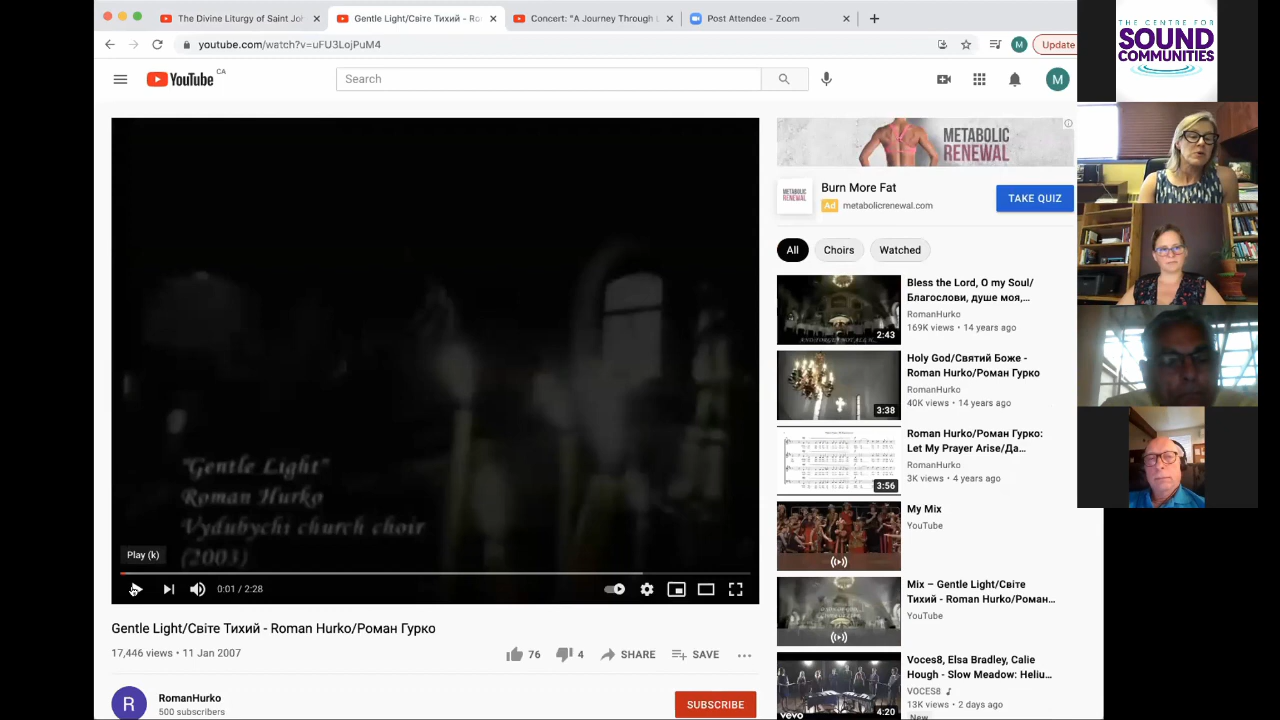 The Divine Liturgy of Saint Joh
Gentle Light/Світе Тихий - Ro
Concert: "A Journey Through L
Post Attendee - Zoom
youtube.com/watch?v=uFU3LojPuM4
M
Update
YouTube CA
Search
M
"Gentle Light"
Roman Hurko
Vydubychi church choir
(2003)
Play (k)
0:01 / 2:28
Gentle Light/Світе Тихий - Roman Hurko/Роман Гурко
17,446 views • 11 Jan 2007
76
4
SHARE
SAVE
R
RomanHurko
500 subscribers
SUBSCRIBE
METABOLIC
RENEWAL
METABOLIC
RENEWAL
Burn More Fat
Ad metabolicrenewal.com
TAKE QUIZ
All
Choirs
Watched
AND FORGET NOT ALL H...
2:43
Bless the Lord, O my Soul/
Благослови, душе моя,...
RomanHurko
169K views • 14 years ago
3:38
Holy God/Святий Боже -
Roman Hurko/Роман Гурко
RomanHurko
40K views • 14 years ago
3:56
Roman Hurko/Роман Гурко:
Let My Prayer Arise/Да...
RomanHurko
3K views • 4 years ago
My Mix
YouTube
Mix – Gentle Light/Світе
Тихий - Roman Hurko/Роман...
YouTube
vevo
4:20
Voces8, Elsa Bradley, Calie
Hough - Slow Meadow: Heliu...
VOCES8
13K views • 2 days ago
New
THE CENTRE FOR
SOUND
COMMUNITIES